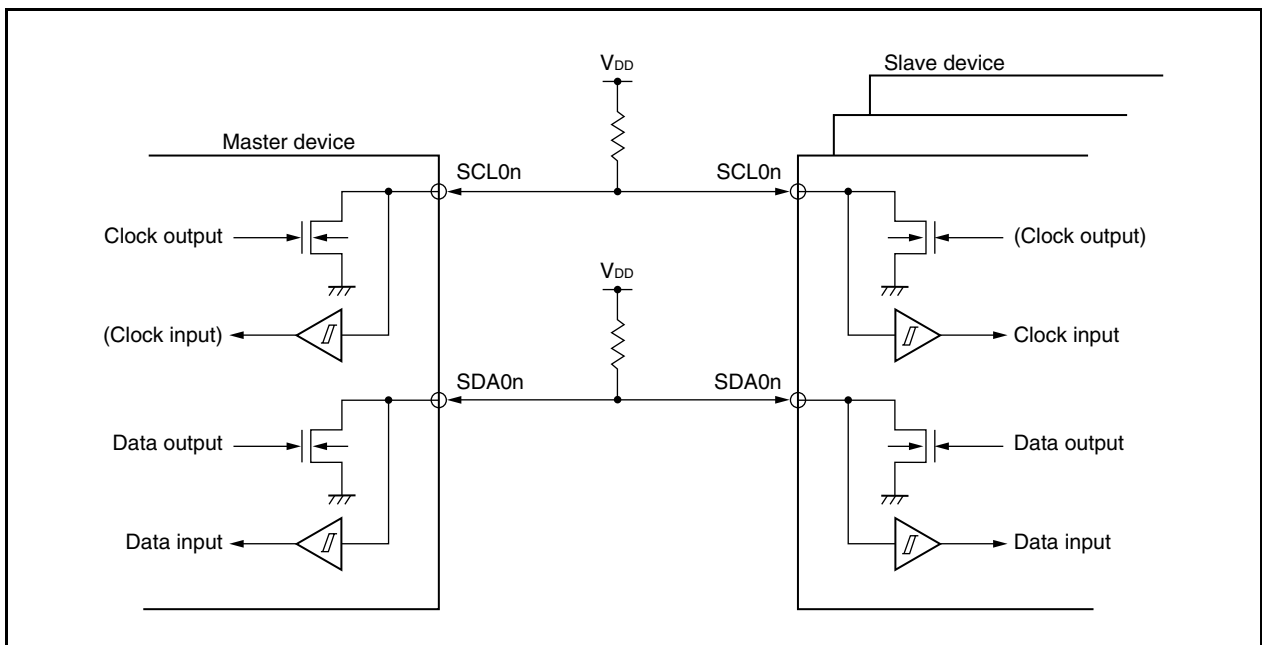 VDD
Slave device
Master device
SCL0n
SCL0n
Clock output
(Clock output)
VDD
(Clock input)
Clock input
SDA0n
SDA0n
Data output
Data output
Data input
Data input